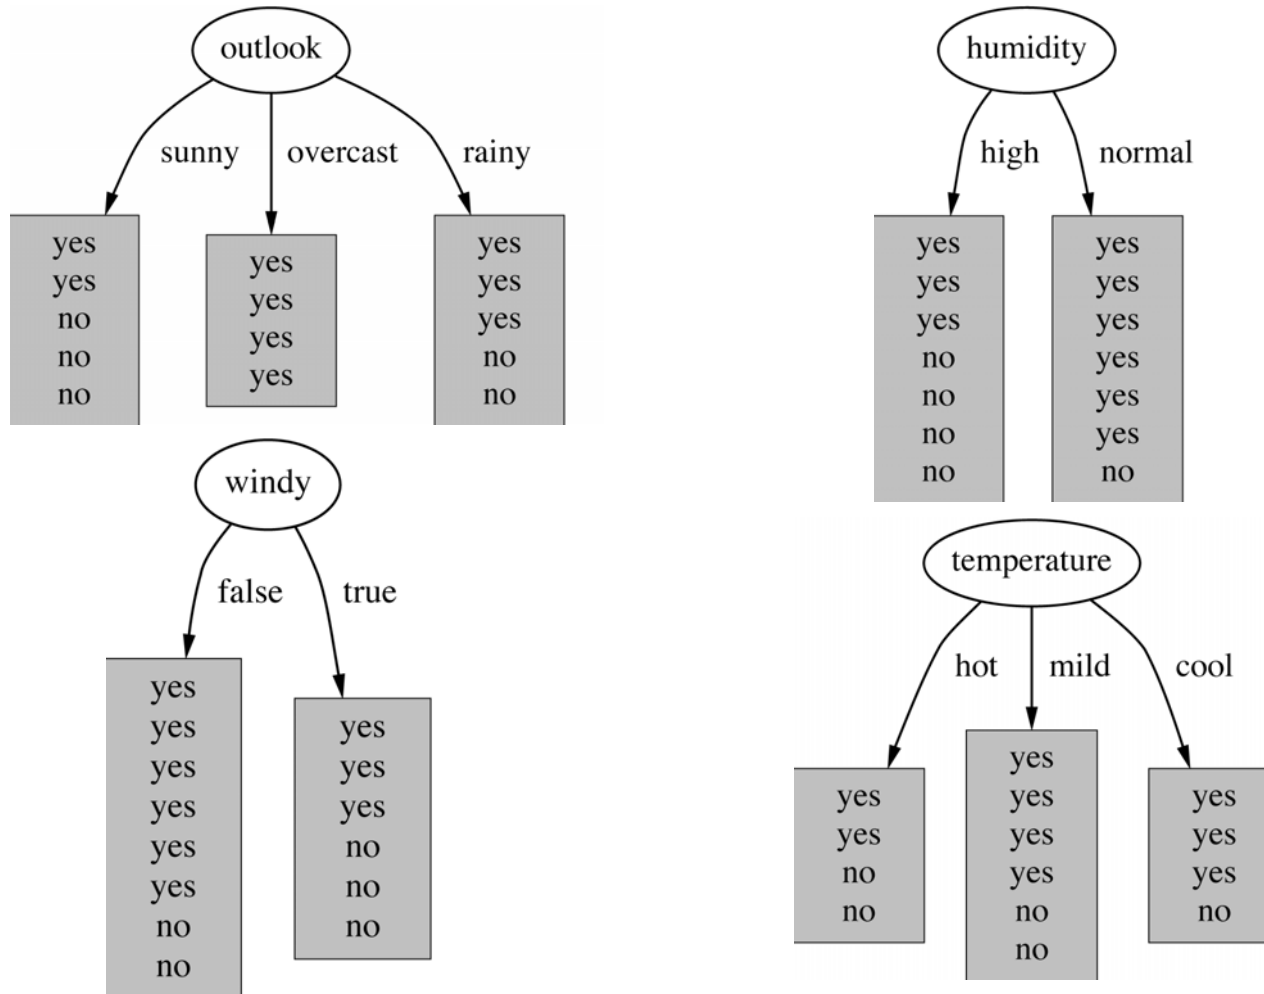 outlook
sunny overcast rainy
yes
yes
no
no
no
yes
yes
yes
yes
yes
yes
yes
no
no
humidity
high normal
yes
yes
yes
no
no
no
no
yes
yes
yes
yes
yes
yes
no
windy
false true
yes
yes
yes
yes
yes
yes
no
no
yes
yes
yes
no
no
no
temperature
hot mild cool
yes
yes
no
no
yes
yes
yes
yes
no
no
yes
yes
yes
no